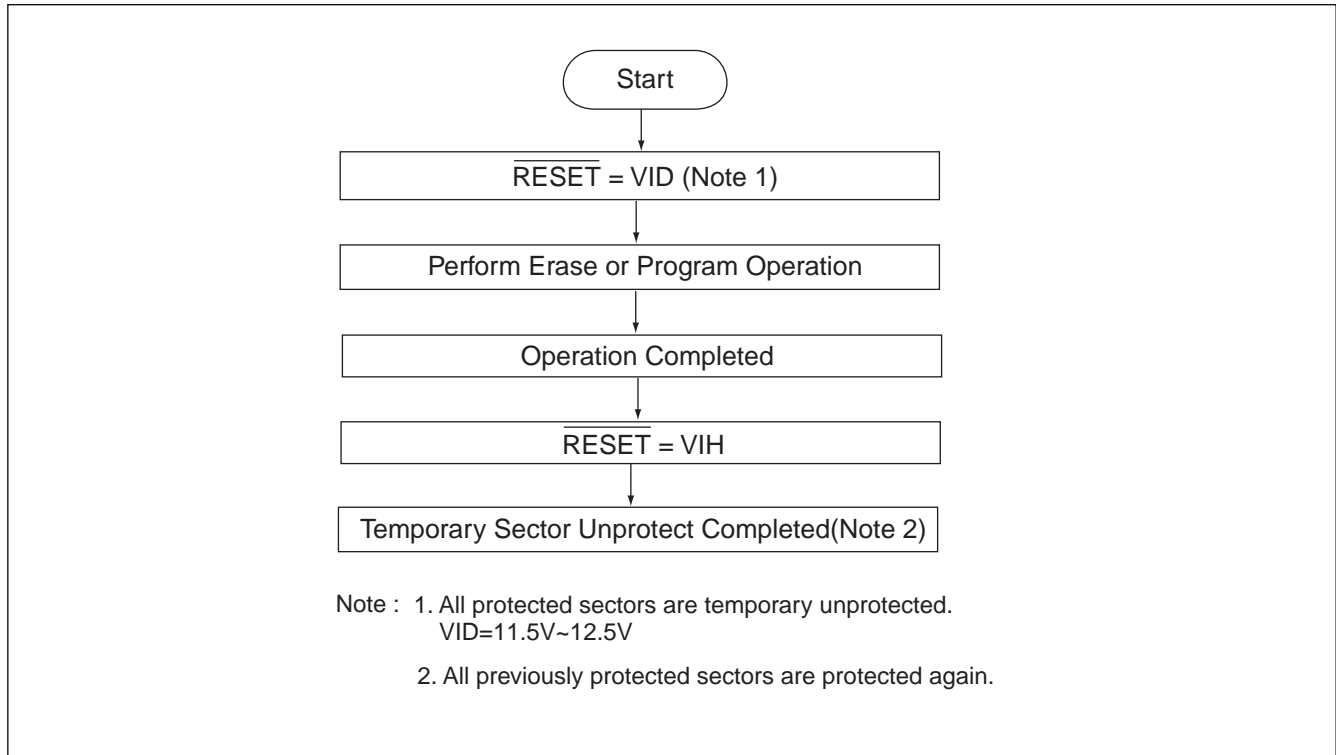 Start
RESET = VID (Note 1)
Perform Erase or Program Operation
Operation Completed
RESET = VIH
Temporary Sector Unprotect Completed(Note 2)
Note : 1. All protected sectors are temporary unprotected.
VID=11.5V~12.5V
2. All previously protected sectors are protected again.